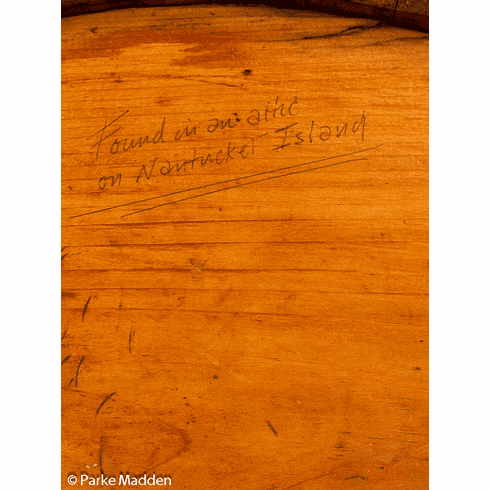 Found in an attic
on Nantucket Island
© Parke Madden